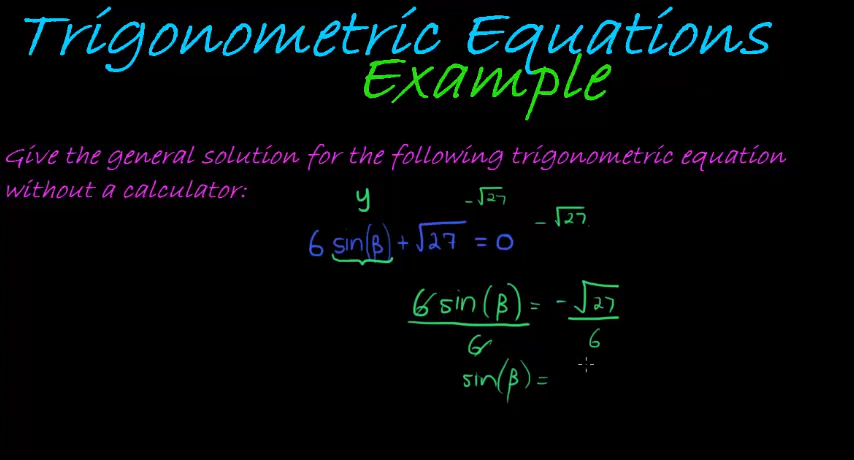 Trigonometric Equations
Example
Give the general solution for the following trigonometric equation
without a calculator:
y -√27 -√27
6 sin(β) + √27 = 0
6 sin(β) = -√27
6 6
sin(β) =